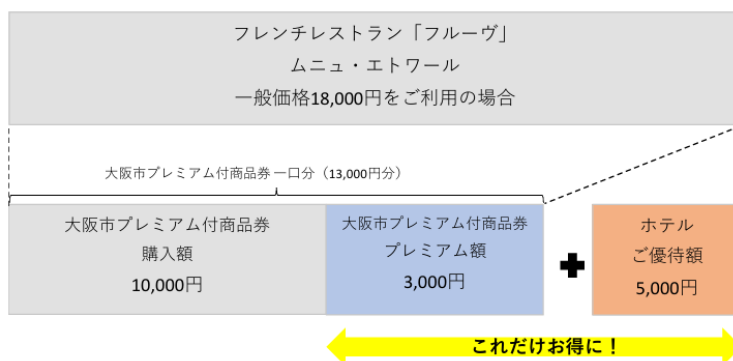 フレンチレストラン「フルーヴ」
ムニュ・エトワール
一般価格18,000円をご利用の場合
大阪市プレミアム付商品券 一口分（13,000円分）
大阪市プレミアム付商品券
購入額
10,000円
大阪市プレミアム付商品券
プレミアム額
3,000円
ホテル
ご優待額
5,000円
これだけお得に！